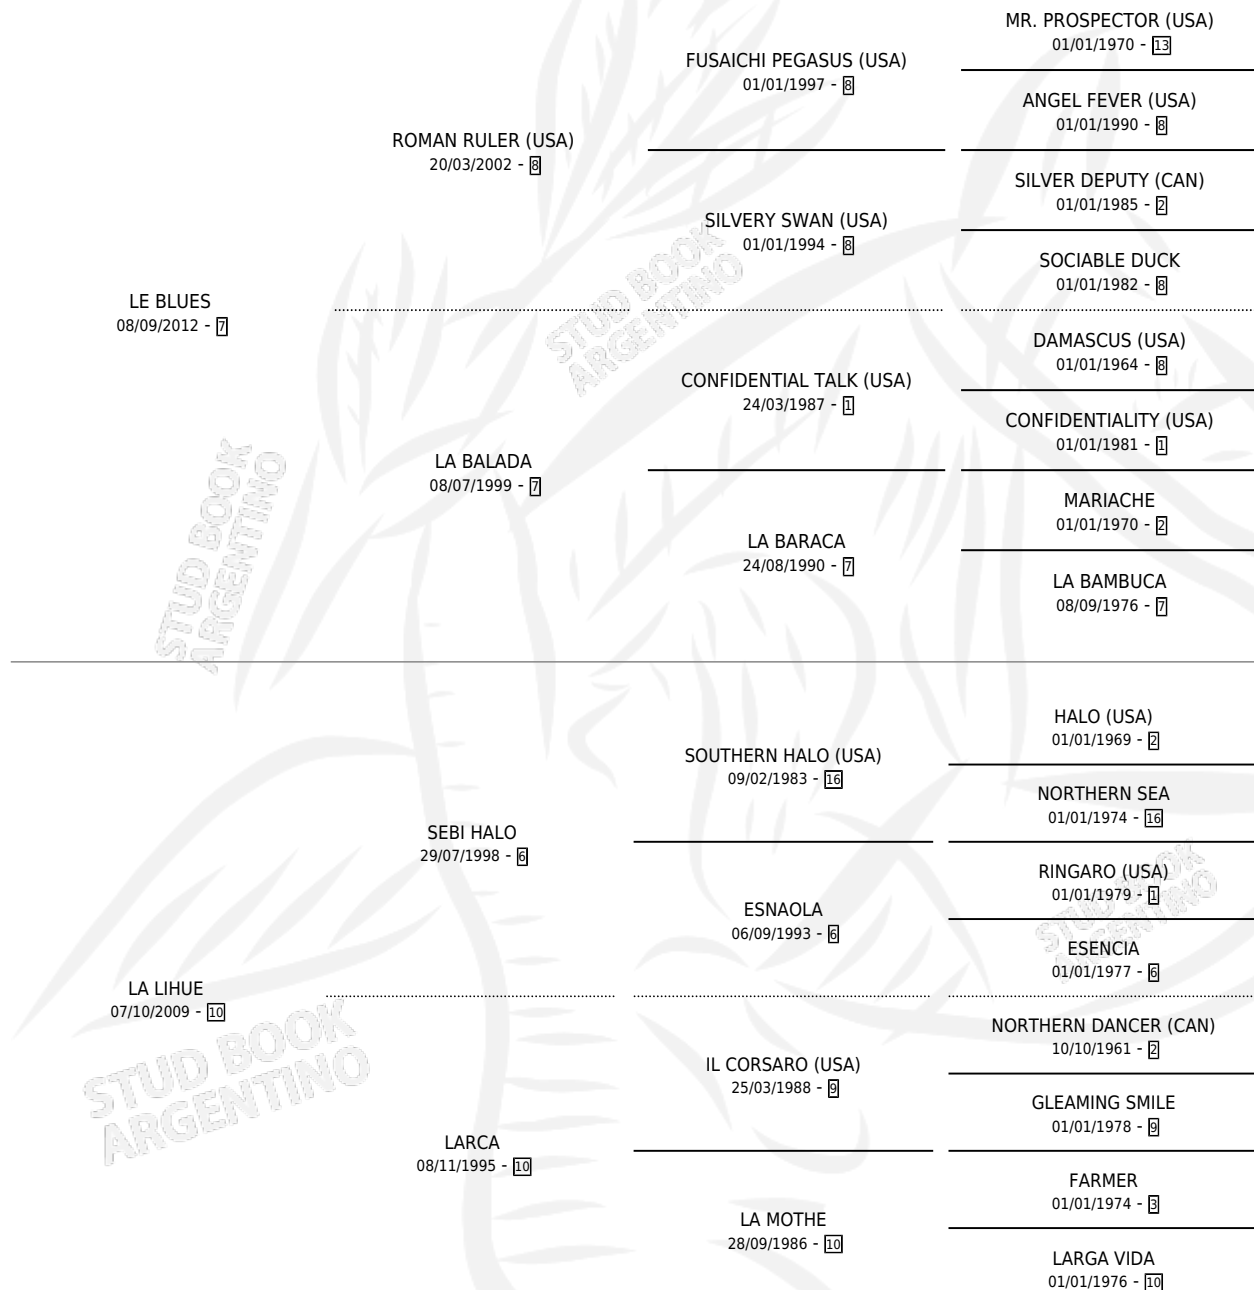 MR. PROSPECTOR (USA)
01/01/1970 - 13
FUSAICHI PEGASUS (USA)
01/01/1997 - 8
ANGEL FEVER (USA)
01/01/1990 - 8
ROMAN RULER (USA)
20/03/2002 - 8
SILVER DEPUTY (CAN)
01/01/1985 - 2
SILVERY SWAN (USA)
01/01/1994 - 8
SOCIABLE DUCK
01/01/1982 - 8
STUD BOOK
ARGENTINO
LE BLUES
08/09/2012 - 7
DAMASCUS (USA)
01/01/1964 - 8
CONFIDENTIAL TALK (USA)
24/03/1987 - 1
CONFIDENTIALITY (USA)
01/01/1981 - 1
LA BALADA
08/07/1999 - 7
MARIACHE
01/01/1970 - 2
LA BARACA
24/08/1990 - 7
LA BAMBUCA
08/09/1976 - 7
STUD BOOK
ARGENTINO
HALO (USA)
01/01/1969 - 2
SOUTHERN HALO (USA)
09/02/1983 - 16
NORTHERN SEA
01/01/1974 - 16
SEBI HALO
29/07/1998 - 6
RINGARO (USA)
01/01/1979 - 1
ESNAOLA
06/09/1993 - 6
ESENCIA
01/01/1977 - 6
STUD BOOK
ARGENTINO
LA LIHUE
07/10/2009 - 10
NORTHERN DANCER (CAN)
10/10/1961 - 2
IL CORSARO (USA)
25/03/1988 - 9
GLEAMING SMILE
01/01/1978 - 9
STUD BOOK
ARGENTINO
LARCA
08/11/1995 - 10
FARMER
01/01/1974 - 3
LA MOTHE
28/09/1986 - 10
LARGA VIDA
01/01/1976 - 10